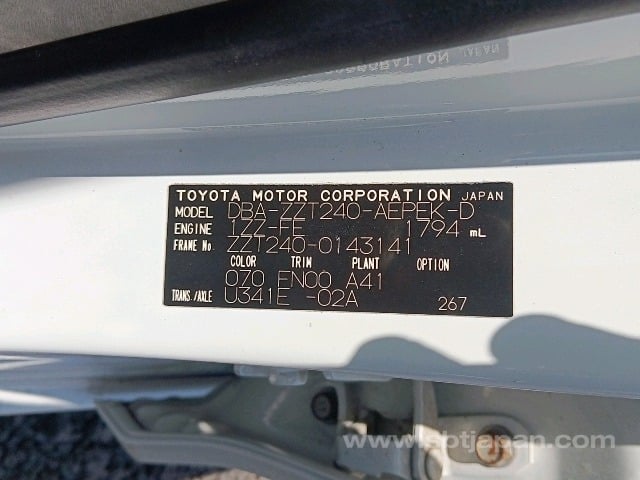 TOYOTA MOTOR CORPORATION JAPAN
MODEL DBA-ZZT240-AEPEK-D
ENGINE 1ZZ-FE 1794 mL
FRAME No. ZZT240-0143141
COLOR TRIM PLANT OPTION
070 FN00 A41
TRANS./AXLE U341E -02A 267
www.sbtjapan.com